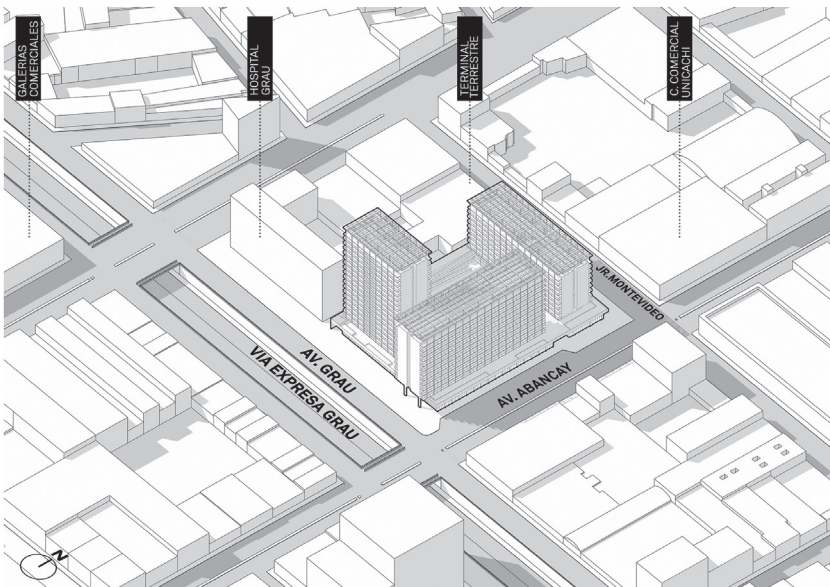 GALERIAS
COMERCIALES
HOSPITAL
GRAU
TERMINAL
TERRESTRE
C. COMERCIAL
UNICACHI
JR.MONTEVIDEO
AV. GRAU
VIA EXPRESA GRAU
AV. ABANCAY
N